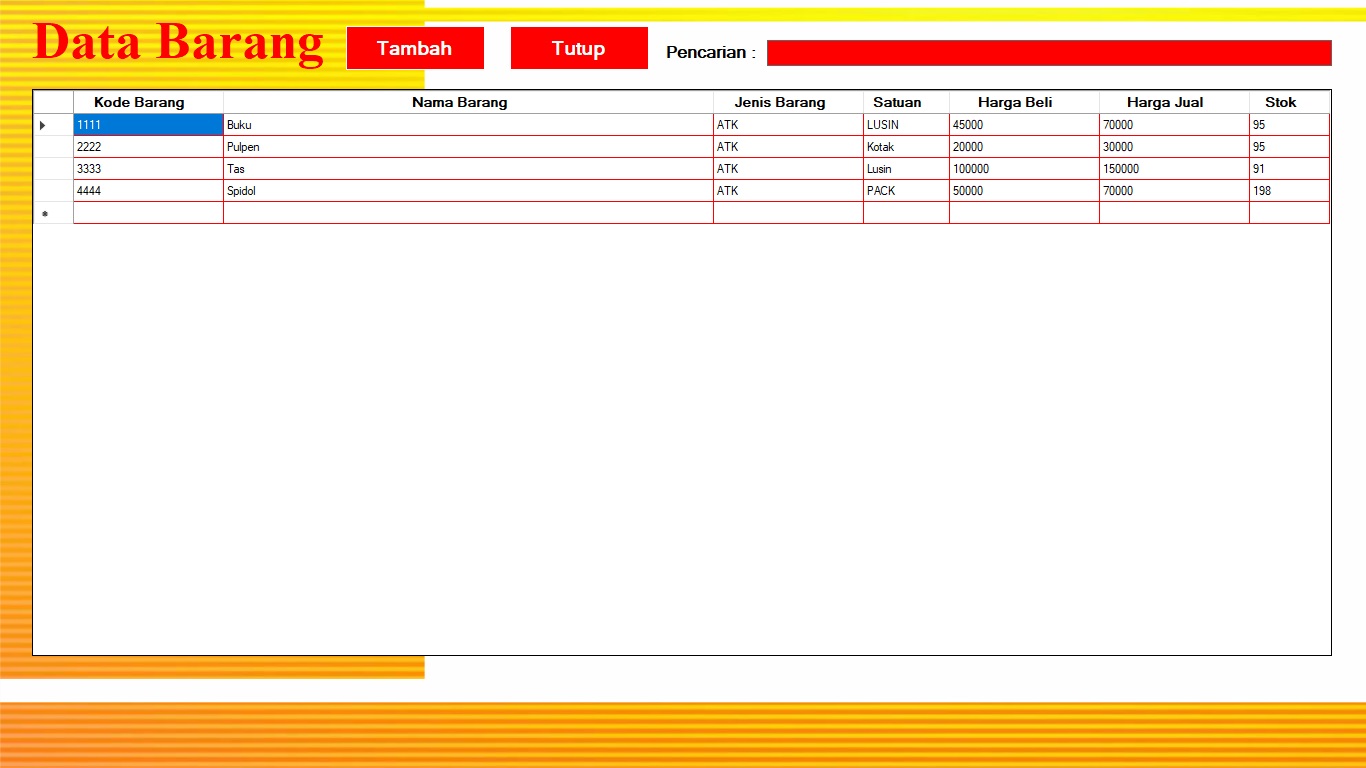 Data Barang Tambah Tutup Pencarian :
Kode Barang Nama Barang Jenis Barang Satuan Harga Beli Harga Jual Stok
1111 Buku ATK LUSIN 45000 70000 95
2222 Pulpen ATK Kotak 20000 30000 95
3333 Tas ATK Lusin 100000 150000 91
4444 Spidol ATK PACK 50000 70000 198